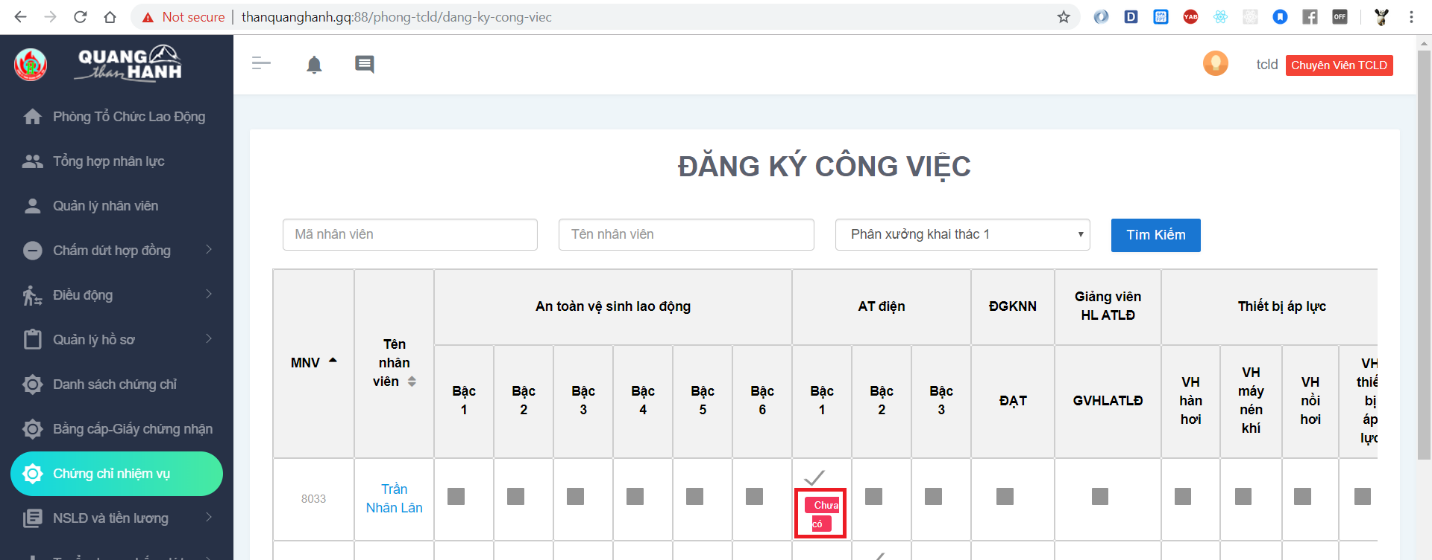 Not secure | thanquanghanh.gq:88/phong-tcld/dang-ky-cong-viec
QUANG
than HANH
tcld Chuyên Viên TCLD
Phòng Tổ Chức Lao Động
Tổng hợp nhân lực
Quản lý nhân viên
Chấm dứt hợp đồng
Điều động
Quản lý hồ sơ
Danh sách chứng chỉ
Bằng cấp-Giấy chứng nhận
Chứng chỉ nhiệm vụ
NSLĐ và tiền lương
ĐĂNG KÝ CÔNG VIỆC
Mã nhân viên Tên nhân viên Phân xưởng khai thác 1 Tìm Kiếm
MNV
Tên
nhân
viên
An toàn vệ sinh lao động
AT điện
ĐGKNN
Giảng viên
HL ATLĐ
Thiết bị áp lực
Bậc
1
Bậc
2
Bậc
3
Bậc
4
Bậc
5
Bậc
6
Bậc
1
Bậc
2
Bậc
3
ĐẠT
GVHLATLĐ
VH
hàn
hơi
VH
máy
nén
khí
VH
nồi
hơi
VH
thiế
bị
áp
lực
8033
Trần
Nhân Lân
Chưa
có